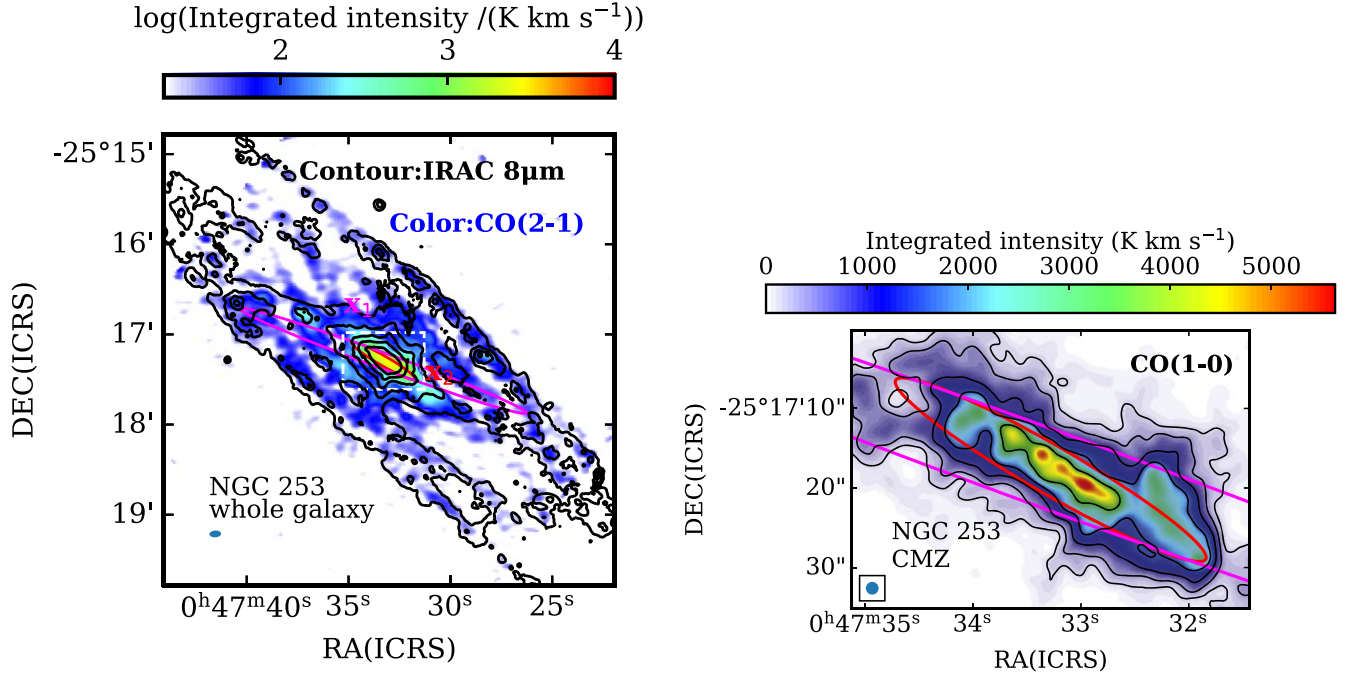 log(Integrated intensity /(K km s⁻¹))
2 3 4
-25°15'
16'
17'
18'
19'
DEC(ICRS)
Contour:IRAC 8μm
Color:CO(2-1)
x₁
x₂
NGC 253
whole galaxy
0ʰ47ᵐ40ˢ 35ˢ 30ˢ 25ˢ
RA(ICRS)
Integrated intensity (K km s⁻¹)
0 1000 2000 3000 4000 5000
CO(1-0)
-25°17'10"
20"
30"
DEC(ICRS)
NGC 253
CMZ
0ʰ47ᵐ35ˢ 34ˢ 33ˢ 32ˢ
RA(ICRS)